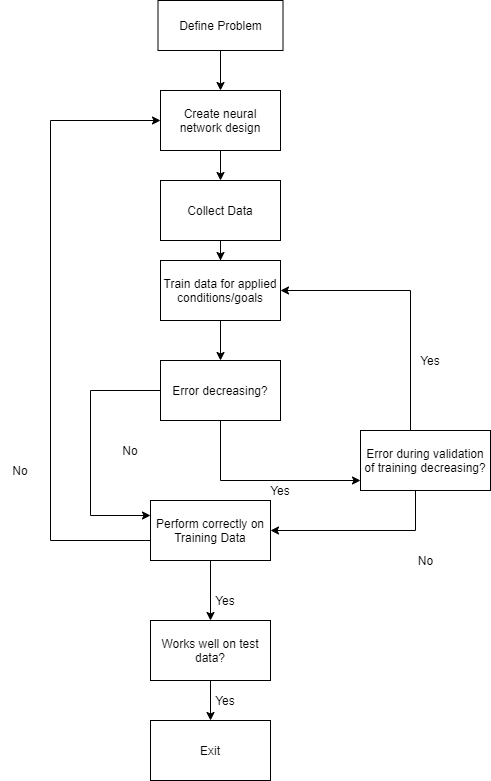 Define Problem
Create neural
network design
Collect Data
Train data for applied
conditions/goals
Yes
Error decreasing?
No
Error during validation
of training decreasing?
No
Yes
Perform correctly on
Training Data
No
Yes
Works well on test
data?
Yes
Exit